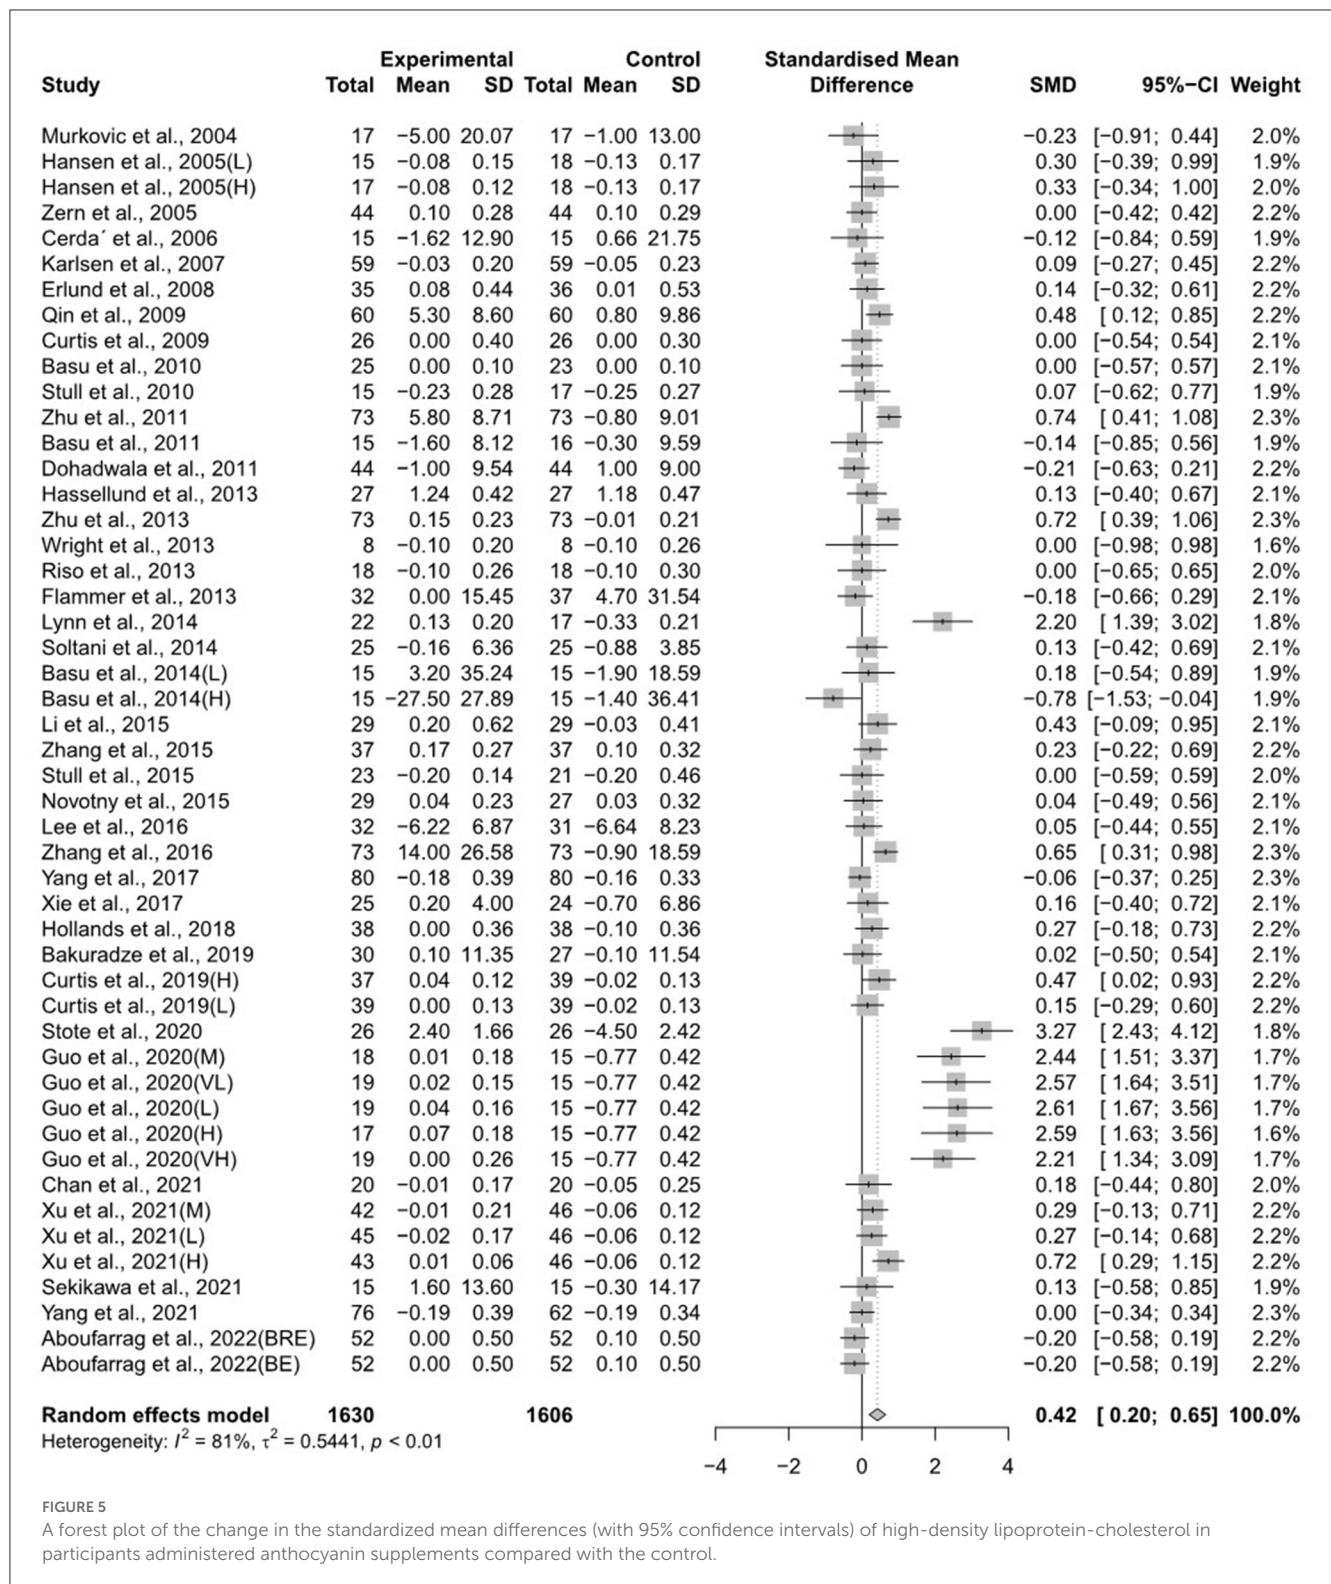 Experimental Control Standardised Mean
Study Total Mean SD Total Mean SD Difference SMD 95%−CI Weight
Murkovic et al., 2004 17 −5.00 20.07 17 −1.00 13.00 −0.23 [−0.91; 0.44] 2.0%
Hansen et al., 2005(L) 15 −0.08 0.15 18 −0.13 0.17 0.30 [−0.39; 0.99] 1.9%
Hansen et al., 2005(H) 17 −0.08 0.12 18 −0.13 0.17 0.33 [−0.34; 1.00] 2.0%
Zern et al., 2005 44 0.10 0.28 44 0.10 0.29 0.00 [−0.42; 0.42] 2.2%
Cerda´ et al., 2006 15 −1.62 12.90 15 0.66 21.75 −0.12 [−0.84; 0.59] 1.9%
Karlsen et al., 2007 59 −0.03 0.20 59 −0.05 0.23 0.09 [−0.27; 0.45] 2.2%
Erlund et al., 2008 35 0.08 0.44 36 0.01 0.53 0.14 [−0.32; 0.61] 2.2%
Qin et al., 2009 60 5.30 8.60 60 0.80 9.86 0.48 [ 0.12; 0.85] 2.2%
Curtis et al., 2009 26 0.00 0.40 26 0.00 0.30 0.00 [−0.54; 0.54] 2.1%
Basu et al., 2010 25 0.00 0.10 23 0.00 0.10 0.00 [−0.57; 0.57] 2.1%
Stull et al., 2010 15 −0.23 0.28 17 −0.25 0.27 0.07 [−0.62; 0.77] 1.9%
Zhu et al., 2011 73 5.80 8.71 73 −0.80 9.01 0.74 [ 0.41; 1.08] 2.3%
Basu et al., 2011 15 −1.60 8.12 16 −0.30 9.59 −0.14 [−0.85; 0.56] 1.9%
Dohadwala et al., 2011 44 −1.00 9.54 44 1.00 9.00 −0.21 [−0.63; 0.21] 2.2%
Hassellund et al., 2013 27 1.24 0.42 27 1.18 0.47 0.13 [−0.40; 0.67] 2.1%
Zhu et al., 2013 73 0.15 0.23 73 −0.01 0.21 0.72 [ 0.39; 1.06] 2.3%
Wright et al., 2013 8 −0.10 0.20 8 −0.10 0.26 0.00 [−0.98; 0.98] 1.6%
Riso et al., 2013 18 −0.10 0.26 18 −0.10 0.30 0.00 [−0.65; 0.65] 2.0%
Flammer et al., 2013 32 0.00 15.45 37 4.70 31.54 −0.18 [−0.66; 0.29] 2.1%
Lynn et al., 2014 22 0.13 0.20 17 −0.33 0.21 2.20 [ 1.39; 3.02] 1.8%
Soltani et al., 2014 25 −0.16 6.36 25 −0.88 3.85 0.13 [−0.42; 0.69] 2.1%
Basu et al., 2014(L) 15 3.20 35.24 15 −1.90 18.59 0.18 [−0.54; 0.89] 1.9%
Basu et al., 2014(H) 15 −27.50 27.89 15 −1.40 36.41 −0.78 [−1.53; −0.04] 1.9%
Li et al., 2015 29 0.20 0.62 29 −0.03 0.41 0.43 [−0.09; 0.95] 2.1%
Zhang et al., 2015 37 0.17 0.27 37 0.10 0.32 0.23 [−0.22; 0.69] 2.2%
Stull et al., 2015 23 −0.20 0.14 21 −0.20 0.46 0.00 [−0.59; 0.59] 2.0%
Novotny et al., 2015 29 0.04 0.23 27 0.03 0.32 0.04 [−0.49; 0.56] 2.1%
Lee et al., 2016 32 −6.22 6.87 31 −6.64 8.23 0.05 [−0.44; 0.55] 2.1%
Zhang et al., 2016 73 14.00 26.58 73 −0.90 18.59 0.65 [ 0.31; 0.98] 2.3%
Yang et al., 2017 80 −0.18 0.39 80 −0.16 0.33 −0.06 [−0.37; 0.25] 2.3%
Xie et al., 2017 25 0.20 4.00 24 −0.70 6.86 0.16 [−0.40; 0.72] 2.1%
Hollands et al., 2018 38 0.00 0.36 38 −0.10 0.36 0.27 [−0.18; 0.73] 2.2%
Bakuradze et al., 2019 30 0.10 11.35 27 −0.10 11.54 0.02 [−0.50; 0.54] 2.1%
Curtis et al., 2019(H) 37 0.04 0.12 39 −0.02 0.13 0.47 [ 0.02; 0.93] 2.2%
Curtis et al., 2019(L) 39 0.00 0.13 39 −0.02 0.13 0.15 [−0.29; 0.60] 2.2%
Stote et al., 2020 26 2.40 1.66 26 −4.50 2.42 3.27 [ 2.43; 4.12] 1.8%
Guo et al., 2020(M) 18 0.01 0.18 15 −0.77 0.42 2.44 [ 1.51; 3.37] 1.7%
Guo et al., 2020(VL) 19 0.02 0.15 15 −0.77 0.42 2.57 [ 1.64; 3.51] 1.7%
Guo et al., 2020(L) 19 0.04 0.16 15 −0.77 0.42 2.61 [ 1.67; 3.56] 1.7%
Guo et al., 2020(H) 17 0.07 0.18 15 −0.77 0.42 2.59 [ 1.63; 3.56] 1.6%
Guo et al., 2020(VH) 19 0.00 0.26 15 −0.77 0.42 2.21 [ 1.34; 3.09] 1.7%
Chan et al., 2021 20 −0.01 0.17 20 −0.05 0.25 0.18 [−0.44; 0.80] 2.0%
Xu et al., 2021(M) 42 −0.01 0.21 46 −0.06 0.12 0.29 [−0.13; 0.71] 2.2%
Xu et al., 2021(L) 45 −0.02 0.17 46 −0.06 0.12 0.27 [−0.14; 0.68] 2.2%
Xu et al., 2021(H) 43 0.01 0.06 46 −0.06 0.12 0.72 [ 0.29; 1.15] 2.2%
Sekikawa et al., 2021 15 1.60 13.60 15 −0.30 14.17 0.13 [−0.58; 0.85] 1.9%
Yang et al., 2021 76 −0.19 0.39 62 −0.19 0.34 0.00 [−0.34; 0.34] 2.3%
Aboufarrag et al., 2022(BRE) 52 0.00 0.50 52 0.10 0.50 −0.20 [−0.58; 0.19] 2.2%
Aboufarrag et al., 2022(BE) 52 0.00 0.50 52 0.10 0.50 −0.20 [−0.58; 0.19] 2.2%
Random effects model 1630 1606 0.42 [ 0.20; 0.65] 100.0%
Heterogeneity: I² = 81%, τ² = 0.5441, p < 0.01
−4 −2 0 2 4
FIGURE 5
A forest plot of the change in the standardized mean differences (with 95% confidence intervals) of high-density lipoprotein-cholesterol in
participants administered anthocyanin supplements compared with the control.